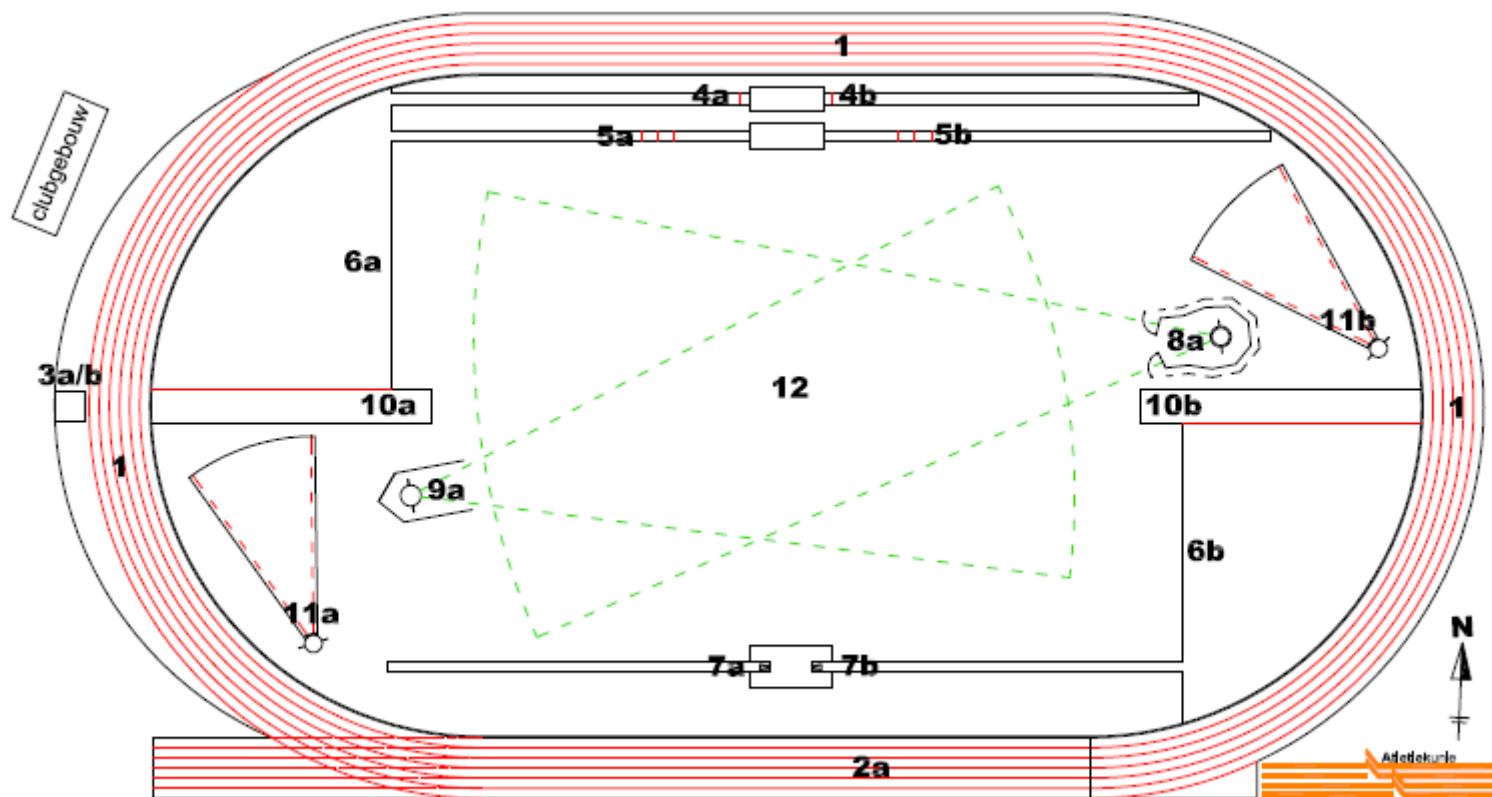 1
4a
4b
5a
5b
clubgebouw
6a
11b
8a
3a/b
12
10a
10b
1
1
9a
6b
11a
N
7a
7b
2a
Atletiekunie